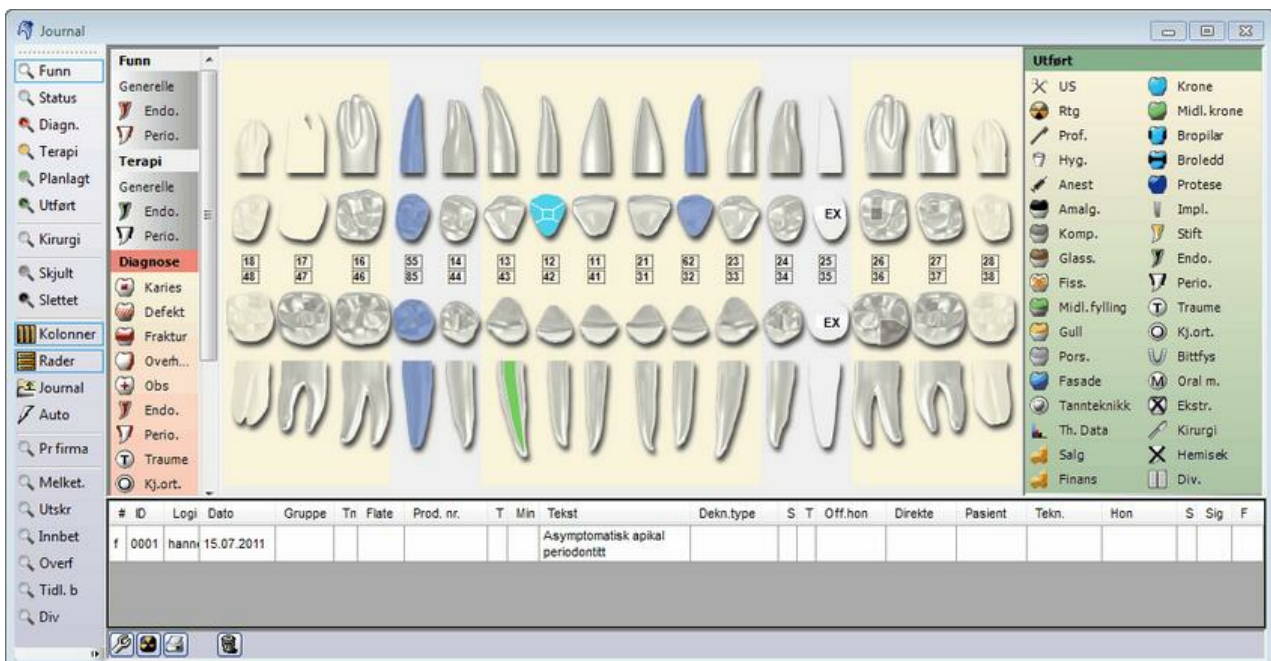 Journal
Funn
Status
Diagn.
Terapi
Planlagt
Utført
Kirurgi
Skjult
Slettet
Kolonner
Rader
Journal
Auto
Pr firma
Melket.
Utskr
Innbet
Overf
Tidl. b
Div
Funn
Generelle
Endo.
Perio.
Terapi
Generelle
Endo.
Perio.
Diagnose
Karies
Defekt
Fraktur
Overh...
Obs
Endo.
Perio.
Traume
Kj.ort.
EX
18 17 16 55 14 13 12 11 21 62 23 24 25 26 27 28
48 47 46 85 44 43 42 41 31 32 33 34 35 36 37 38
EX
Utført
US Krone
Rtg Midl. krone
Prof. Bropilar
Hyg. Broledd
Anest Protese
Amalg. Impl.
Komp. Stift
Glass. Endo.
Fiss. Perio.
Midl.fylling T Traume
Gull Kj.ort.
Pors. Bittfys
Fasade M Oral m.
Tannteknikk Ekstr.
Th. Data Kirurgi
Salg Hemisek
Finans Div.
# ID Logi Dato Gruppe Tn Flate Prod. nr. T Min Tekst Dekn.type S T Off.hon Direkte Pasient Tekn. Hon S Sig F
f 0001 hann 15.07.2011 Asymptomatisk apikal
periodontitt